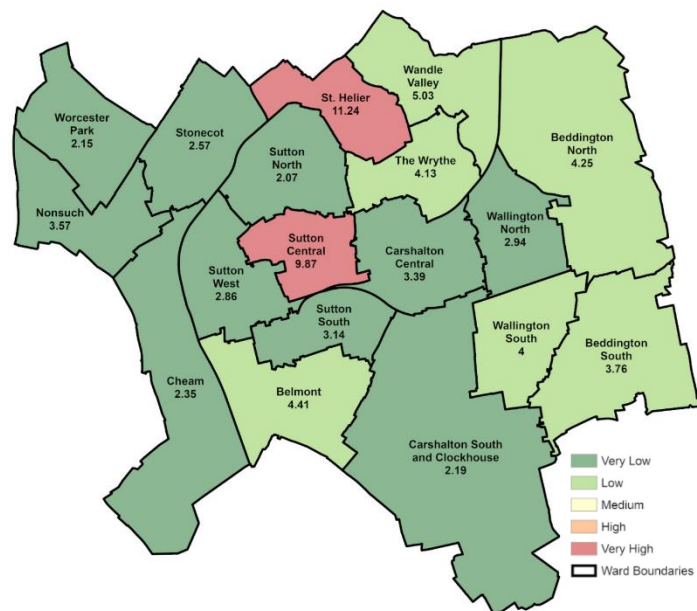 Worcester
Park
2.15
Stonecot
2.57
St. Helier
11.24
Wandle
Valley
5.03
Beddington
North
4.25
Nonsuch
3.57
Sutton
North
2.07
The Wrythe
4.13
Wallington
North
2.94
Sutton
West
2.86
Sutton
Central
9.87
Carshalton
Central
3.39
Sutton
South
3.14
Wallington
South
4
Beddington
South
3.76
Cheam
2.35
Belmont
4.41
Carshalton South
and Clockhouse
2.19
Very Low
Low
Medium
High
Very High
Ward Boundaries